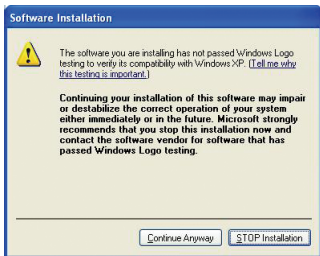 Software Installation
The software you are installing has not passed Windows Logo
testing to verify its compatibility with Windows XP. (Tell me why
this testing is important.)
Continuing your installation of this software may impair
or destabilize the correct operation of your system
either immediately or in the future. Microsoft strongly
recommends that you stop this installation now and
contact the software vendor for software that has
passed Windows Logo testing.
Continue Anyway STOP Installation